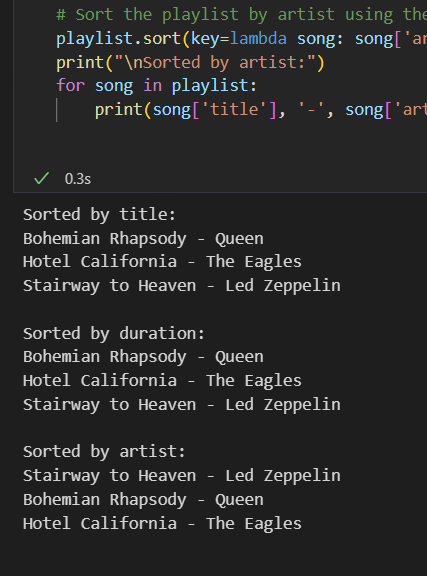 # Sort the playlist by artist using the
playlist.sort(key=lambda song: song['ar
print("\nSorted by artist:")
for song in playlist:
print(song['title'], '-', song['art
0.3s
Sorted by title:
Bohemian Rhapsody - Queen
Hotel California - The Eagles
Stairway to Heaven - Led Zeppelin
Sorted by duration:
Bohemian Rhapsody - Queen
Hotel California - The Eagles
Stairway to Heaven - Led Zeppelin
Sorted by artist:
Stairway to Heaven - Led Zeppelin
Bohemian Rhapsody - Queen
Hotel California - The Eagles